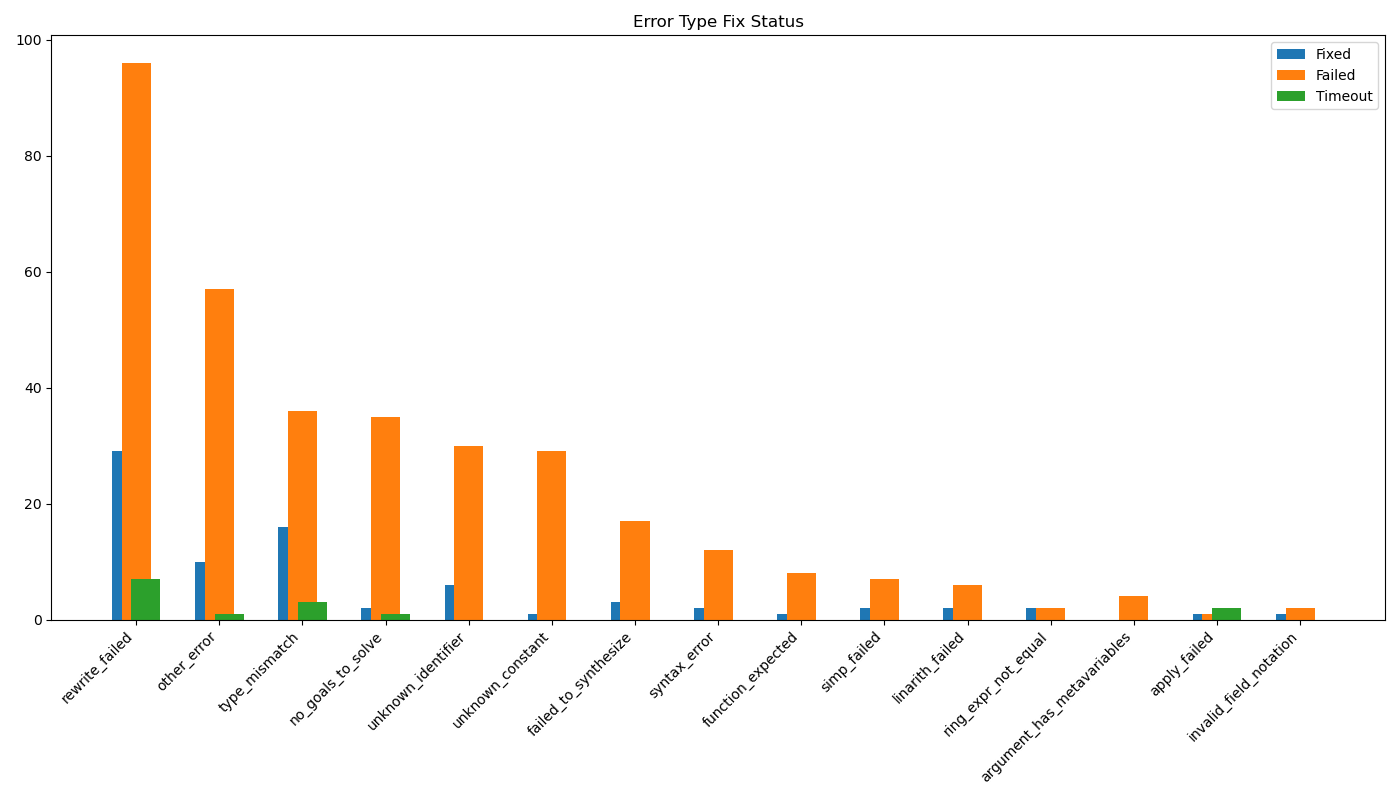 Error Type Fix Status
100
80
60
40
20
0
Fixed
Failed
Timeout
rewrite_failed
other_error
type_mismatch
no_goals_to_solve
unknown_identifier
unknown_constant
failed_to_synthesize
syntax_error
function_expected
simp_failed
linarith_failed
ring_expr_not_equal
argument_has_metavariables
apply_failed
invalid_field_notation